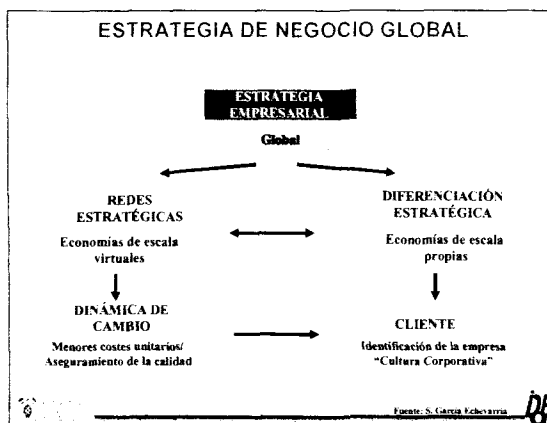 ESTRATEGIA DE NEGOCIO GLOBAL
ESTRATEGIA
EMPRESARIAL
Global
REDES
ESTRATÉGICAS
Economías de escala
virtuales
DIFERENCIACIÓN
ESTRATÉGICA
Economías de escala
propias
DINÁMICA DE
CAMBIO
Menores costes unitarios/
Aseguramiento de la calidad
CLIENTE
Identificación de la empresa
“Cultura Corporativa”
Fuente: S. García Echevarría